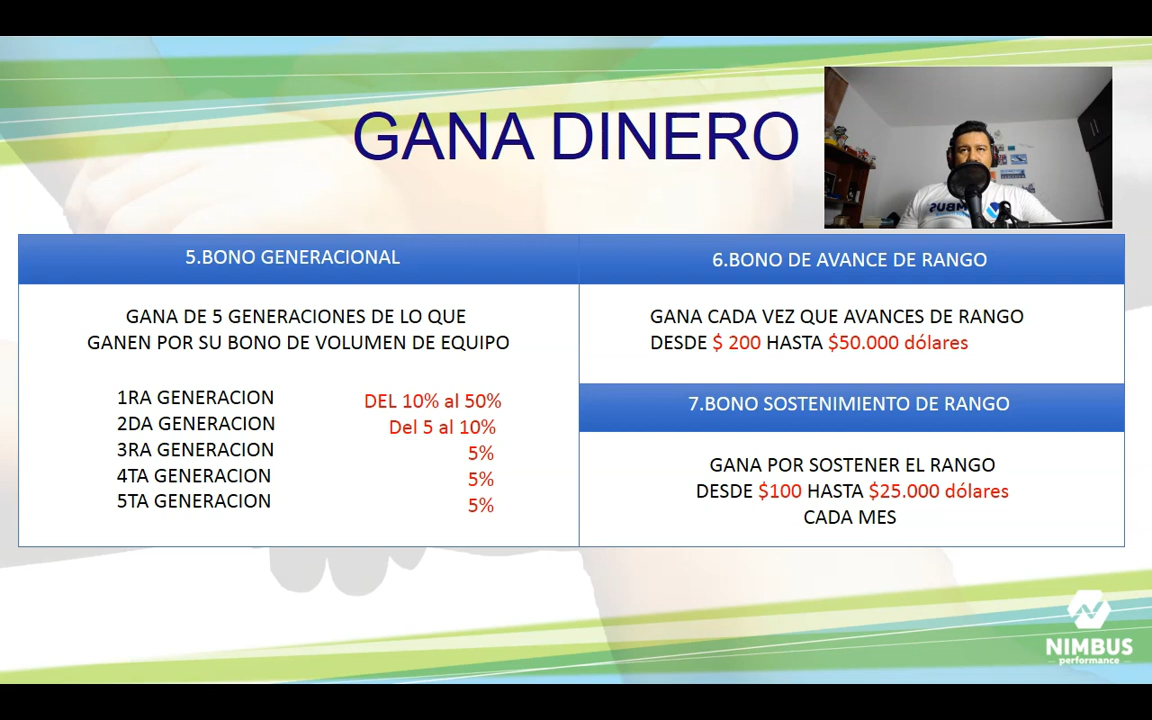 GANA DINERO
5.BONO GENERACIONAL
GANA DE 5 GENERACIONES DE LO QUE
GANEN POR SU BONO DE VOLUMEN DE EQUIPO
1RA GENERACION DEL 10% al 50%
2DA GENERACION Del 5 al 10%
3RA GENERACION 5%
4TA GENERACION 5%
5TA GENERACION 5%
6.BONO DE AVANCE DE RANGO
GANA CADA VEZ QUE AVANCES DE RANGO
DESDE $ 200 HASTA $50.000 dólares
7.BONO SOSTENIMIENTO DE RANGO
GANA POR SOSTENER EL RANGO
DESDE $100 HASTA $25.000 dólares
CADA MES
NIMBUS
performance